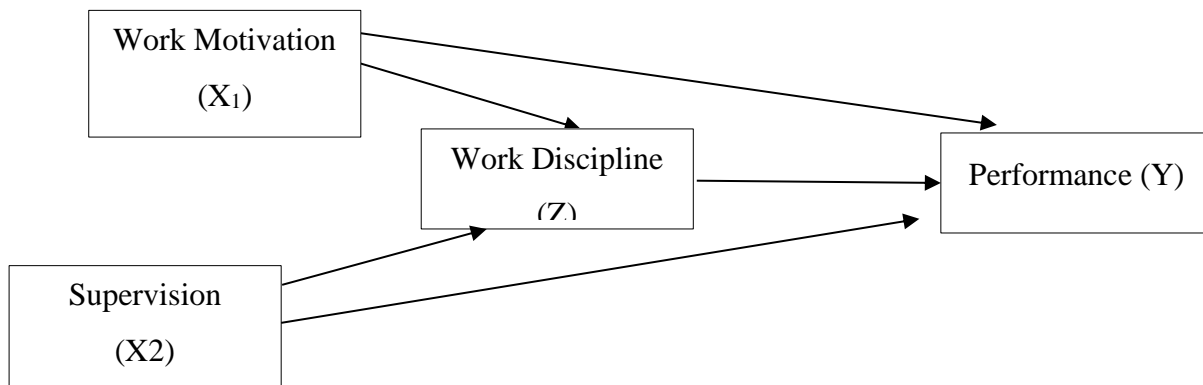 Work Motivation
(X₁)
Work Discipline
(Z)
Performance (Y)
Supervision
(X2)